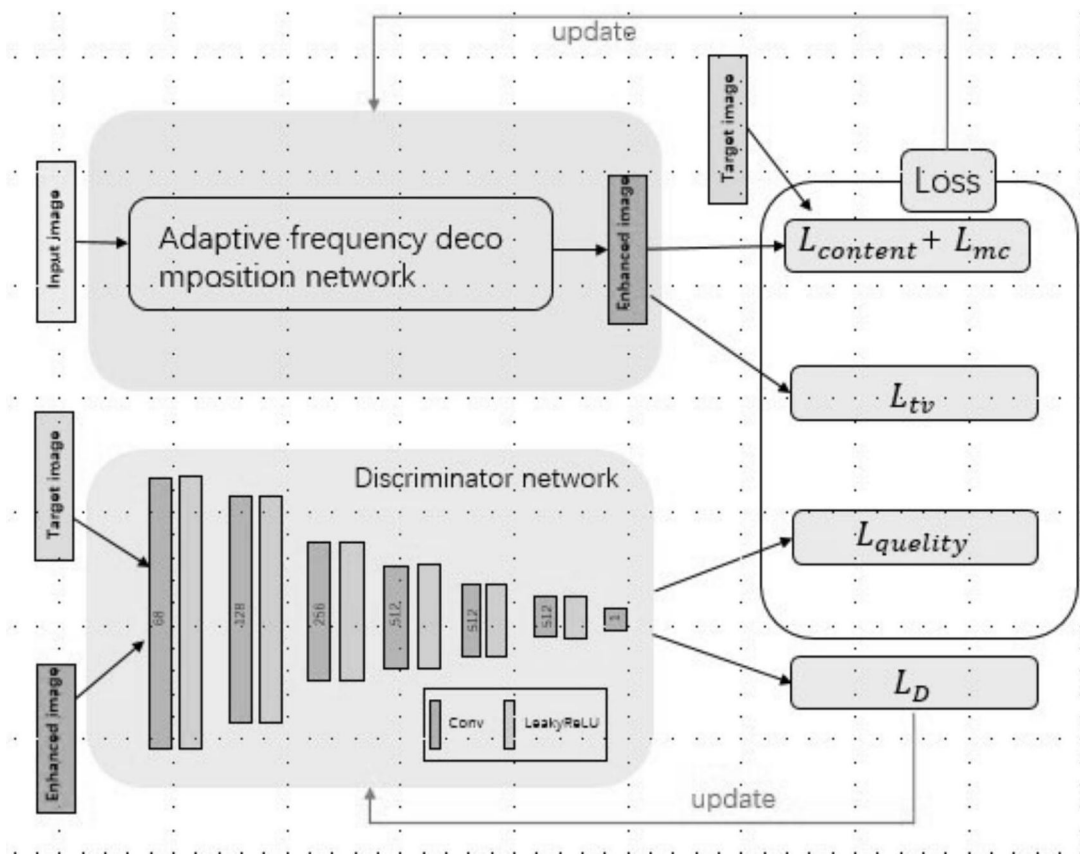 update
Target image
Loss
Input image
Adaptive frequency deco
mposition network
Enhanced image
L_content + L_mc
L_tv
Target image
Discriminator network
L_quelity
68
128
256
512
512
512
1
Enhanced image
Conv
LeakyReLU
L_D
update